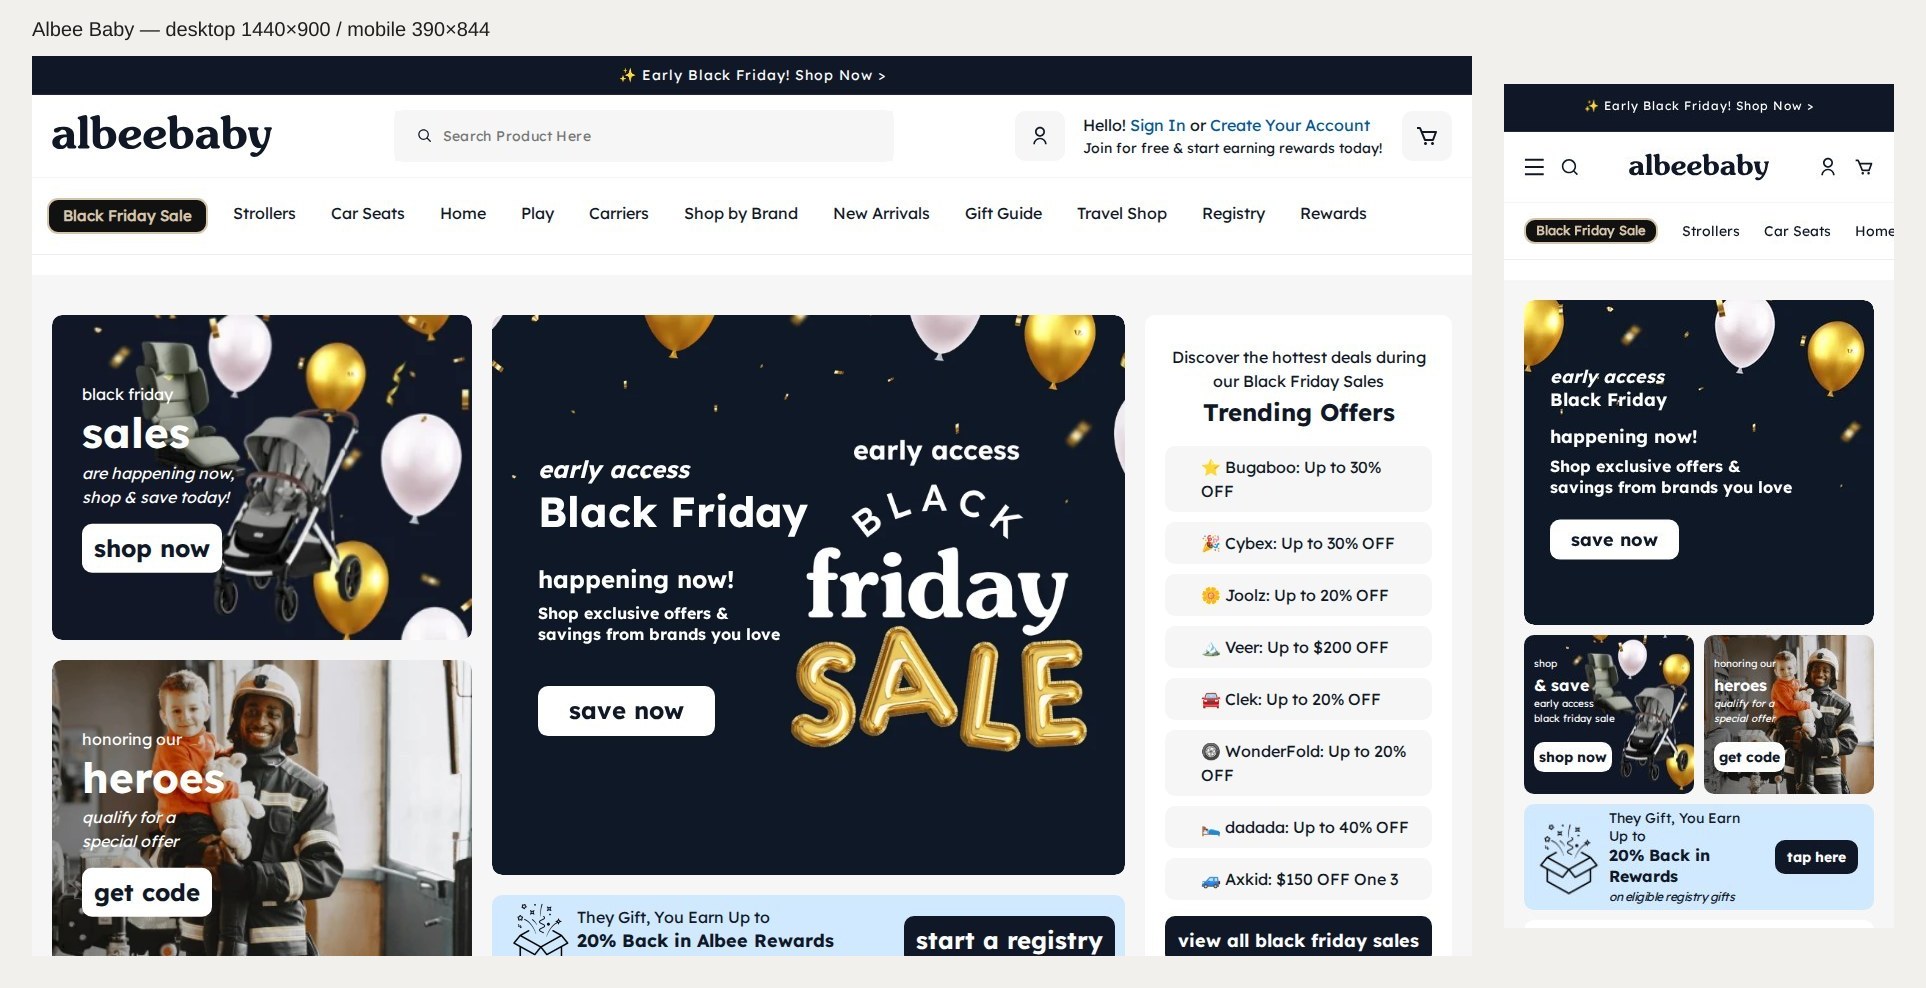 Albee Baby — desktop 1440×900 / mobile 390×844
✨ Early Black Friday! Shop Now >
albeebaby
Search Product Here
Hello! Sign In or Create Your Account
Join for free & start earning rewards today!
Black Friday Sale
Strollers
Car Seats
Home
Play
Carriers
Shop by Brand
New Arrivals
Gift Guide
Travel Shop
Registry
Rewards
black friday
sales
are happening now,
shop & save today!
shop now
honoring our
heroes
qualify for a
special offer
get code
early access
Black Friday
happening now!
Shop exclusive offers &
savings from brands you love
save now
early access
BLACK
friday
SALE
They Gift, You Earn Up to
20% Back in Albee Rewards
start a registry
Discover the hottest deals during
our Black Friday Sales
Trending Offers
⭐ Bugaboo: Up to 30%
OFF
🎉 Cybex: Up to 30% OFF
🌼 Joolz: Up to 20% OFF
🏔️ Veer: Up to $200 OFF
🚘 Clek: Up to 20% OFF
🛞 WonderFold: Up to 20%
OFF
🛌 dadada: Up to 40% OFF
🚙 Axkid: $150 OFF One 3
view all black friday sales
✨ Early Black Friday! Shop Now >
albeebaby
Black Friday Sale
Strollers
Car Seats
Home
early access
Black Friday
happening now!
Shop exclusive offers &
savings from brands you love
save now
shop
& save
early access
black friday sale
shop now
honoring our
heroes
qualify for a
special offer
get code
They Gift, You Earn
Up to
20% Back in
Rewards
on eligible registry gifts
tap here